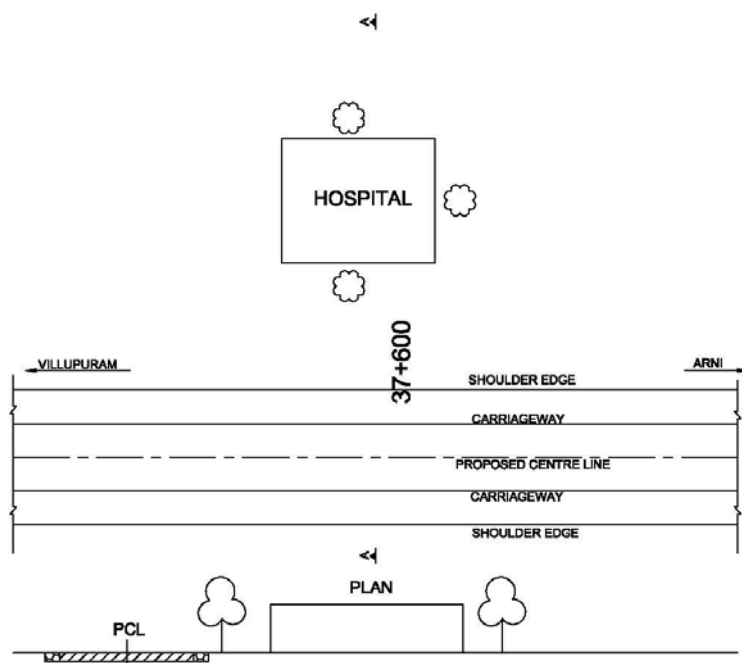 A
HOSPITAL
37+600
VILLUPURAM
ARNI
SHOULDER EDGE
CARRIAGEWAY
PROPOSED CENTRE LINE
CARRIAGEWAY
SHOULDER EDGE
A
PLAN
PCL